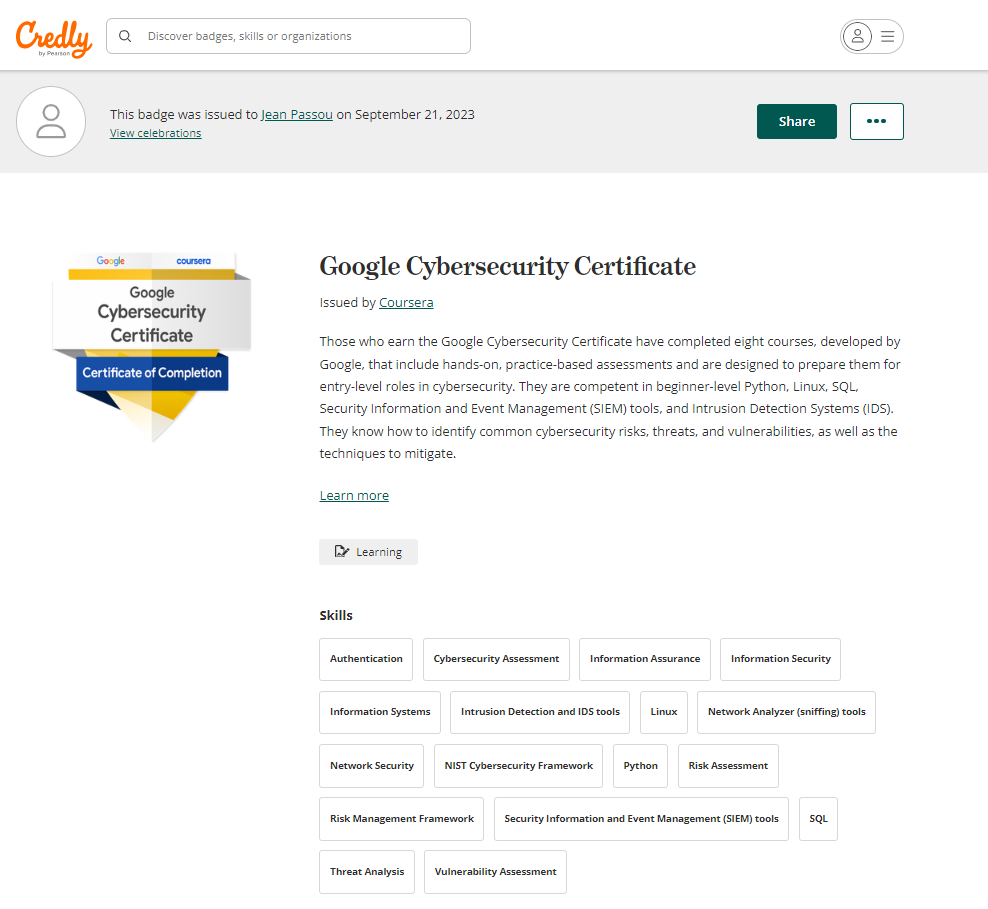 Credly
by Pearson
Discover badges, skills or organizations
This badge was issued to Jean Passou on September 21, 2023
View celebrations
Share
•••
Google coursera
Google
Cybersecurity
Certificate
Certificate of Completion
Google Cybersecurity Certificate
Issued by Coursera
Those who earn the Google Cybersecurity Certificate have completed eight courses, developed by
Google, that include hands-on, practice-based assessments and are designed to prepare them for
entry-level roles in cybersecurity. They are competent in beginner-level Python, Linux, SQL,
Security Information and Event Management (SIEM) tools, and Intrusion Detection Systems (IDS).
They know how to identify common cybersecurity risks, threats, and vulnerabilities, as well as the
techniques to mitigate.
Learn more
Learning
Skills
Authentication Cybersecurity Assessment Information Assurance Information Security
Information Systems Intrusion Detection and IDS tools Linux Network Analyzer (sniffing) tools
Network Security NIST Cybersecurity Framework Python Risk Assessment
Risk Management Framework Security Information and Event Management (SIEM) tools SQL
Threat Analysis Vulnerability Assessment